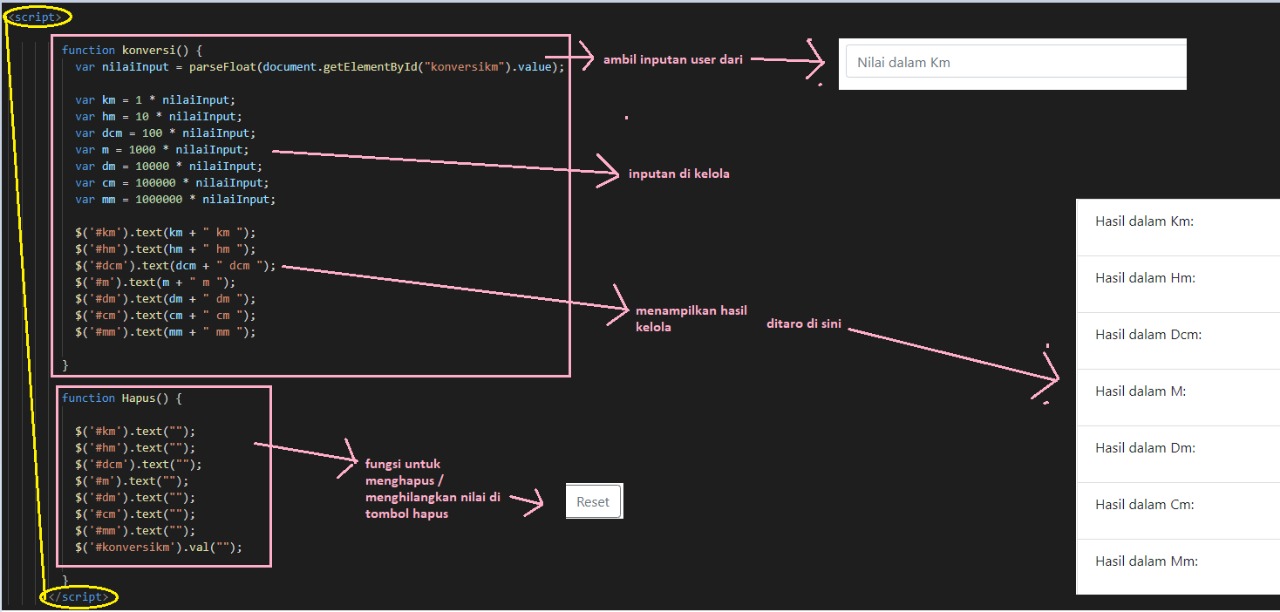 <script>
function konversi() {
var nilaiInput = parseFloat(document.getElementById("konversikm").value);
ambil inputan user dari
Nilai dalam Km
var km = 1 * nilaiInput;
var hm = 10 * nilaiInput;
var dcm = 100 * nilaiInput;
var m = 1000 * nilaiInput;
var dm = 10000 * nilaiInput;
var cm = 100000 * nilaiInput;
var mm = 1000000 * nilaiInput;
inputan di kelola
$('#km').text(km + " km ");
$('#hm').text(hm + " hm ");
$('#dcm').text(dcm + " dcm ");
$('#m').text(m + " m ");
$('#dm').text(dm + " dm ");
$('#cm').text(cm + " cm ");
$('#mm').text(mm + " mm ");
}
menampilkan hasil
kelola
ditaro di sini
Hasil dalam Km:
Hasil dalam Hm:
Hasil dalam Dcm:
Hasil dalam M:
Hasil dalam Dm:
Hasil dalam Cm:
Hasil dalam Mm:
function Hapus() {
$('#km').text("");
$('#hm').text("");
$('#dcm').text("");
$('#m').text("");
$('#dm').text("");
$('#cm').text("");
$('#mm').text("");
$('#konversikm').val("");
}
fungsi untuk
menghapus /
menghilangkan nilai di
tombol hapus
Reset
</script>